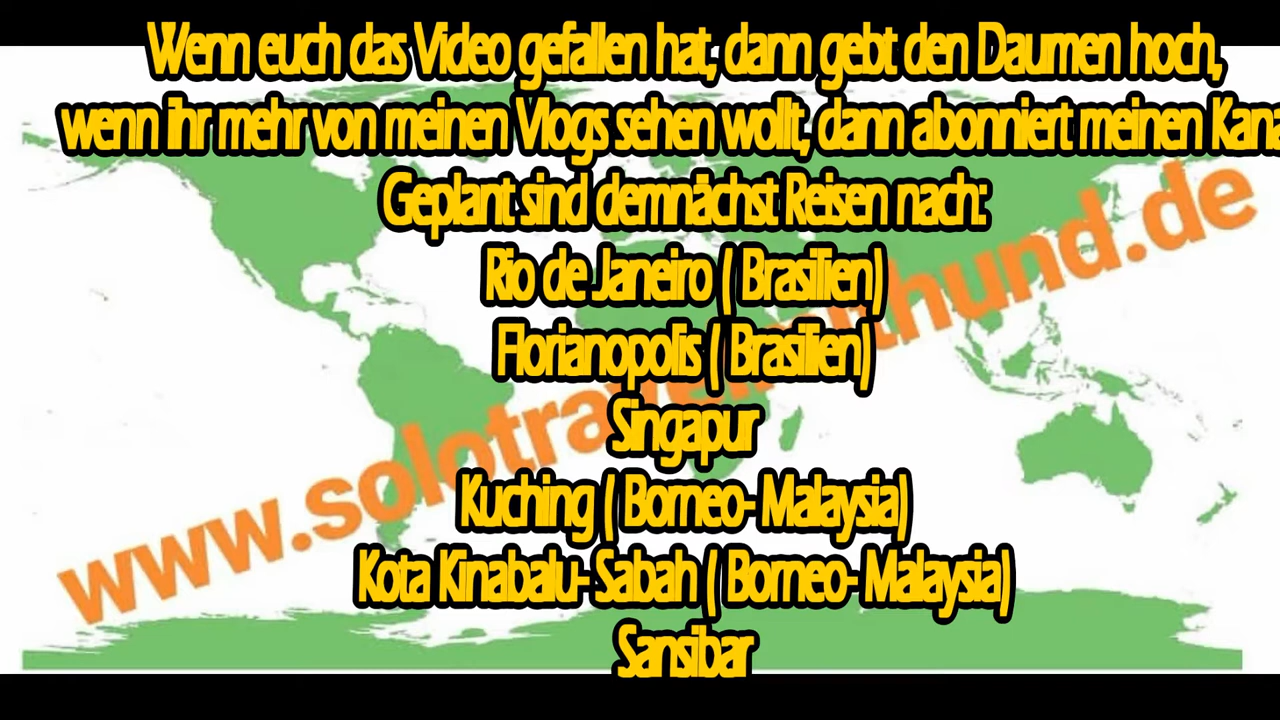 Wenn euch das Video gefallen hat, dann gebt den Daumen hoch,
wenn ihr mehr von meinen Vlogs sehen wollt, dann abonniert meinen
Geplant sind demnächst Reisen nach:
Rio de Janeiro ( Brasilien)
Florianopolis ( Brasilien)
Singapur
Kuching ( Borneo- Malaysia)
Kota Kinabalu- Sabah ( Borneo- Malaysia)
Sansibar